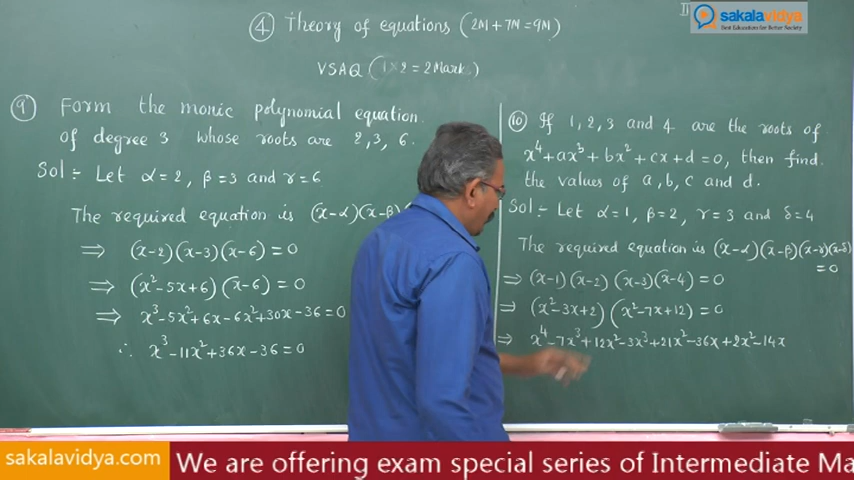 sakalavidya
Best Education for Better Society
④ Theory of equations (2M + 7M = 9M)
VSAQ (1×2 = 2 Marks)
⑨ Form the monic polynomial equation
of degree 3 whose roots are 2, 3, 6.
Sol:- Let α=2, β=3 and γ=6
The required equation is (x-α)(x-β)(
⇒ (x-2)(x-3)(x-6) = 0
⇒ (x²-5x+6)(x-6) = 0
⇒ x³-5x²+6x-6x²+30x-36=0
∴ x³-11x²+36x-36=0
⑩ If 1, 2, 3 and 4 are the roots of
x⁴+ax³+bx²+cx+d=0, then find
the values of a, b, c and d.
Sol:- Let α=1, β=2, γ=3 and δ=4
The required equation is (x-α)(x-β)(x-γ)(x-δ)
=0
⇒ (x-1)(x-2)(x-3)(x-4) = 0
⇒ (x²-3x+2)(x²-7x+12) = 0
⇒ x⁴-7x³+12x²-3x³+21x²-36x+2x²-14x
sakalavidya.com We are offering exam special series of Intermediate Ma